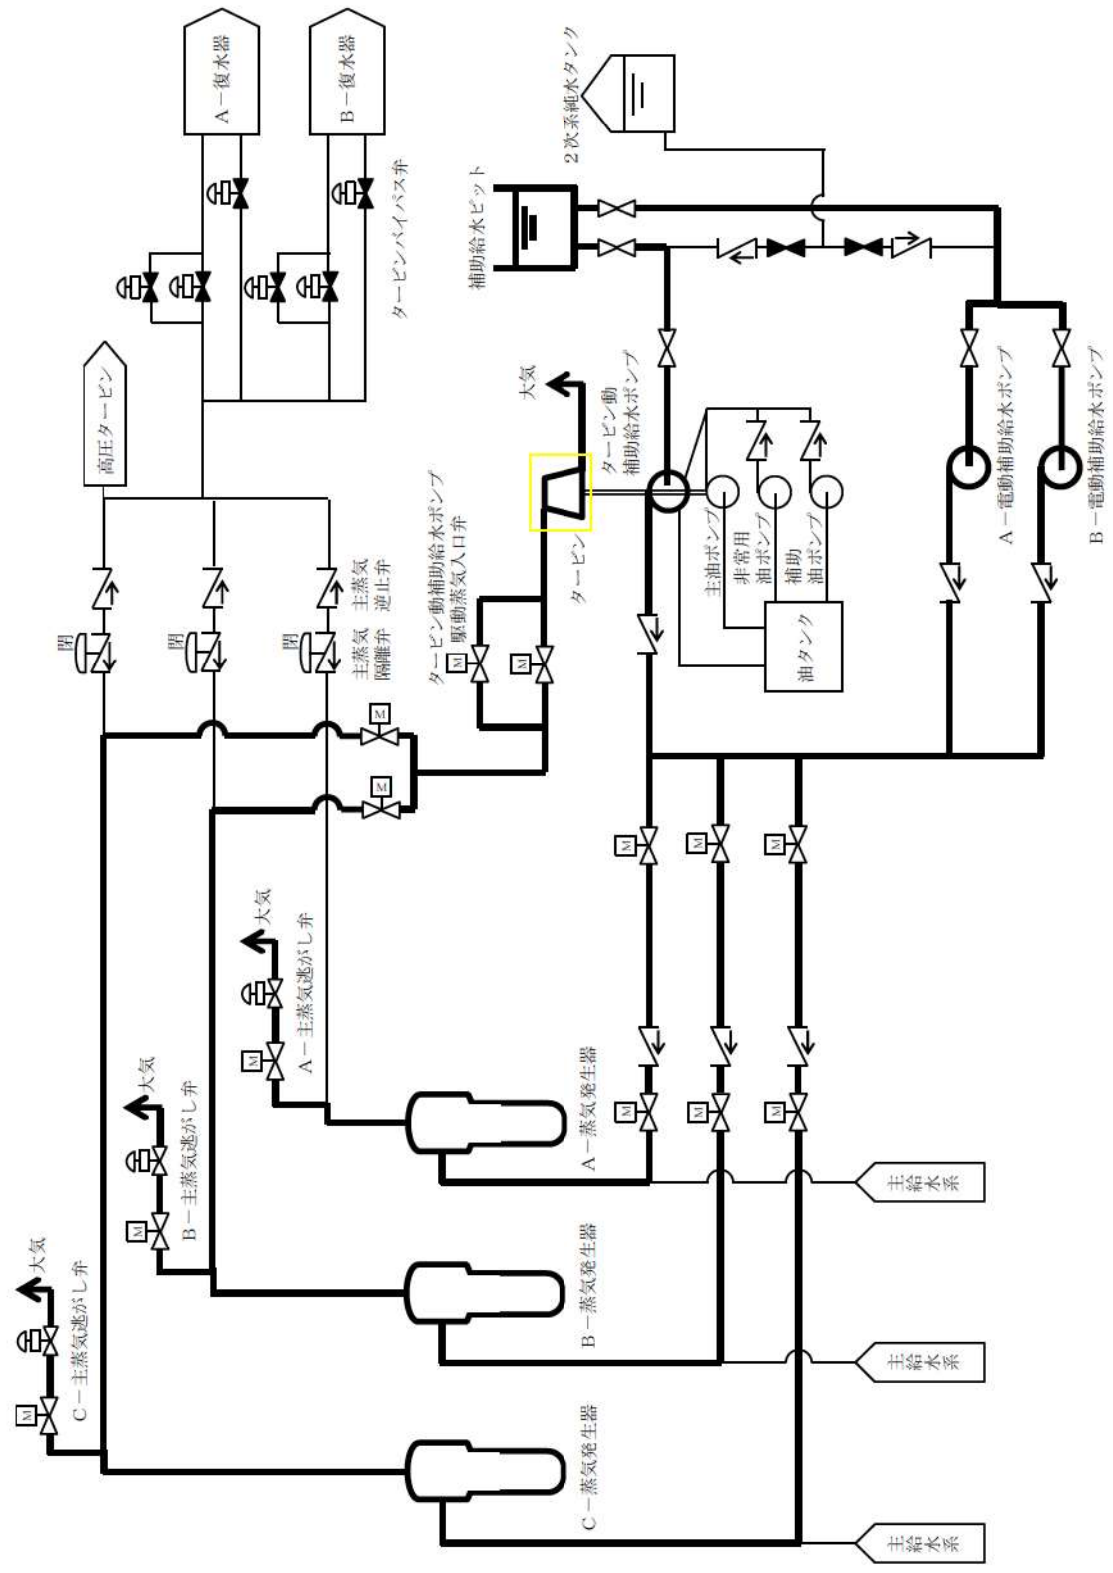 A－復水器
B－復水器
タービンバイパス弁
高圧タービン
2次系純水タンク
補助給水ピット
大気
タービン動
補助給水ポンプ
A－電動補助給水ポンプ
B－電動補助給水ポンプ
タービン
主油ポンプ
非常用
油ポンプ
補助
油ポンプ
油タンク
タービン動補助給水ポンプ
駆動蒸気入口弁
M
M
閉
閉
閉
主蒸気
逆止弁
主蒸気
隔離弁
M
M
大気
A－主蒸気逃がし弁
M
大気
B－主蒸気逃がし弁
M
大気
C－主蒸気逃がし弁
M
M
M
M
M
M
M
A－蒸気発生器
B－蒸気発生器
C－蒸気発生器
主給水系
主給水系
主給水系